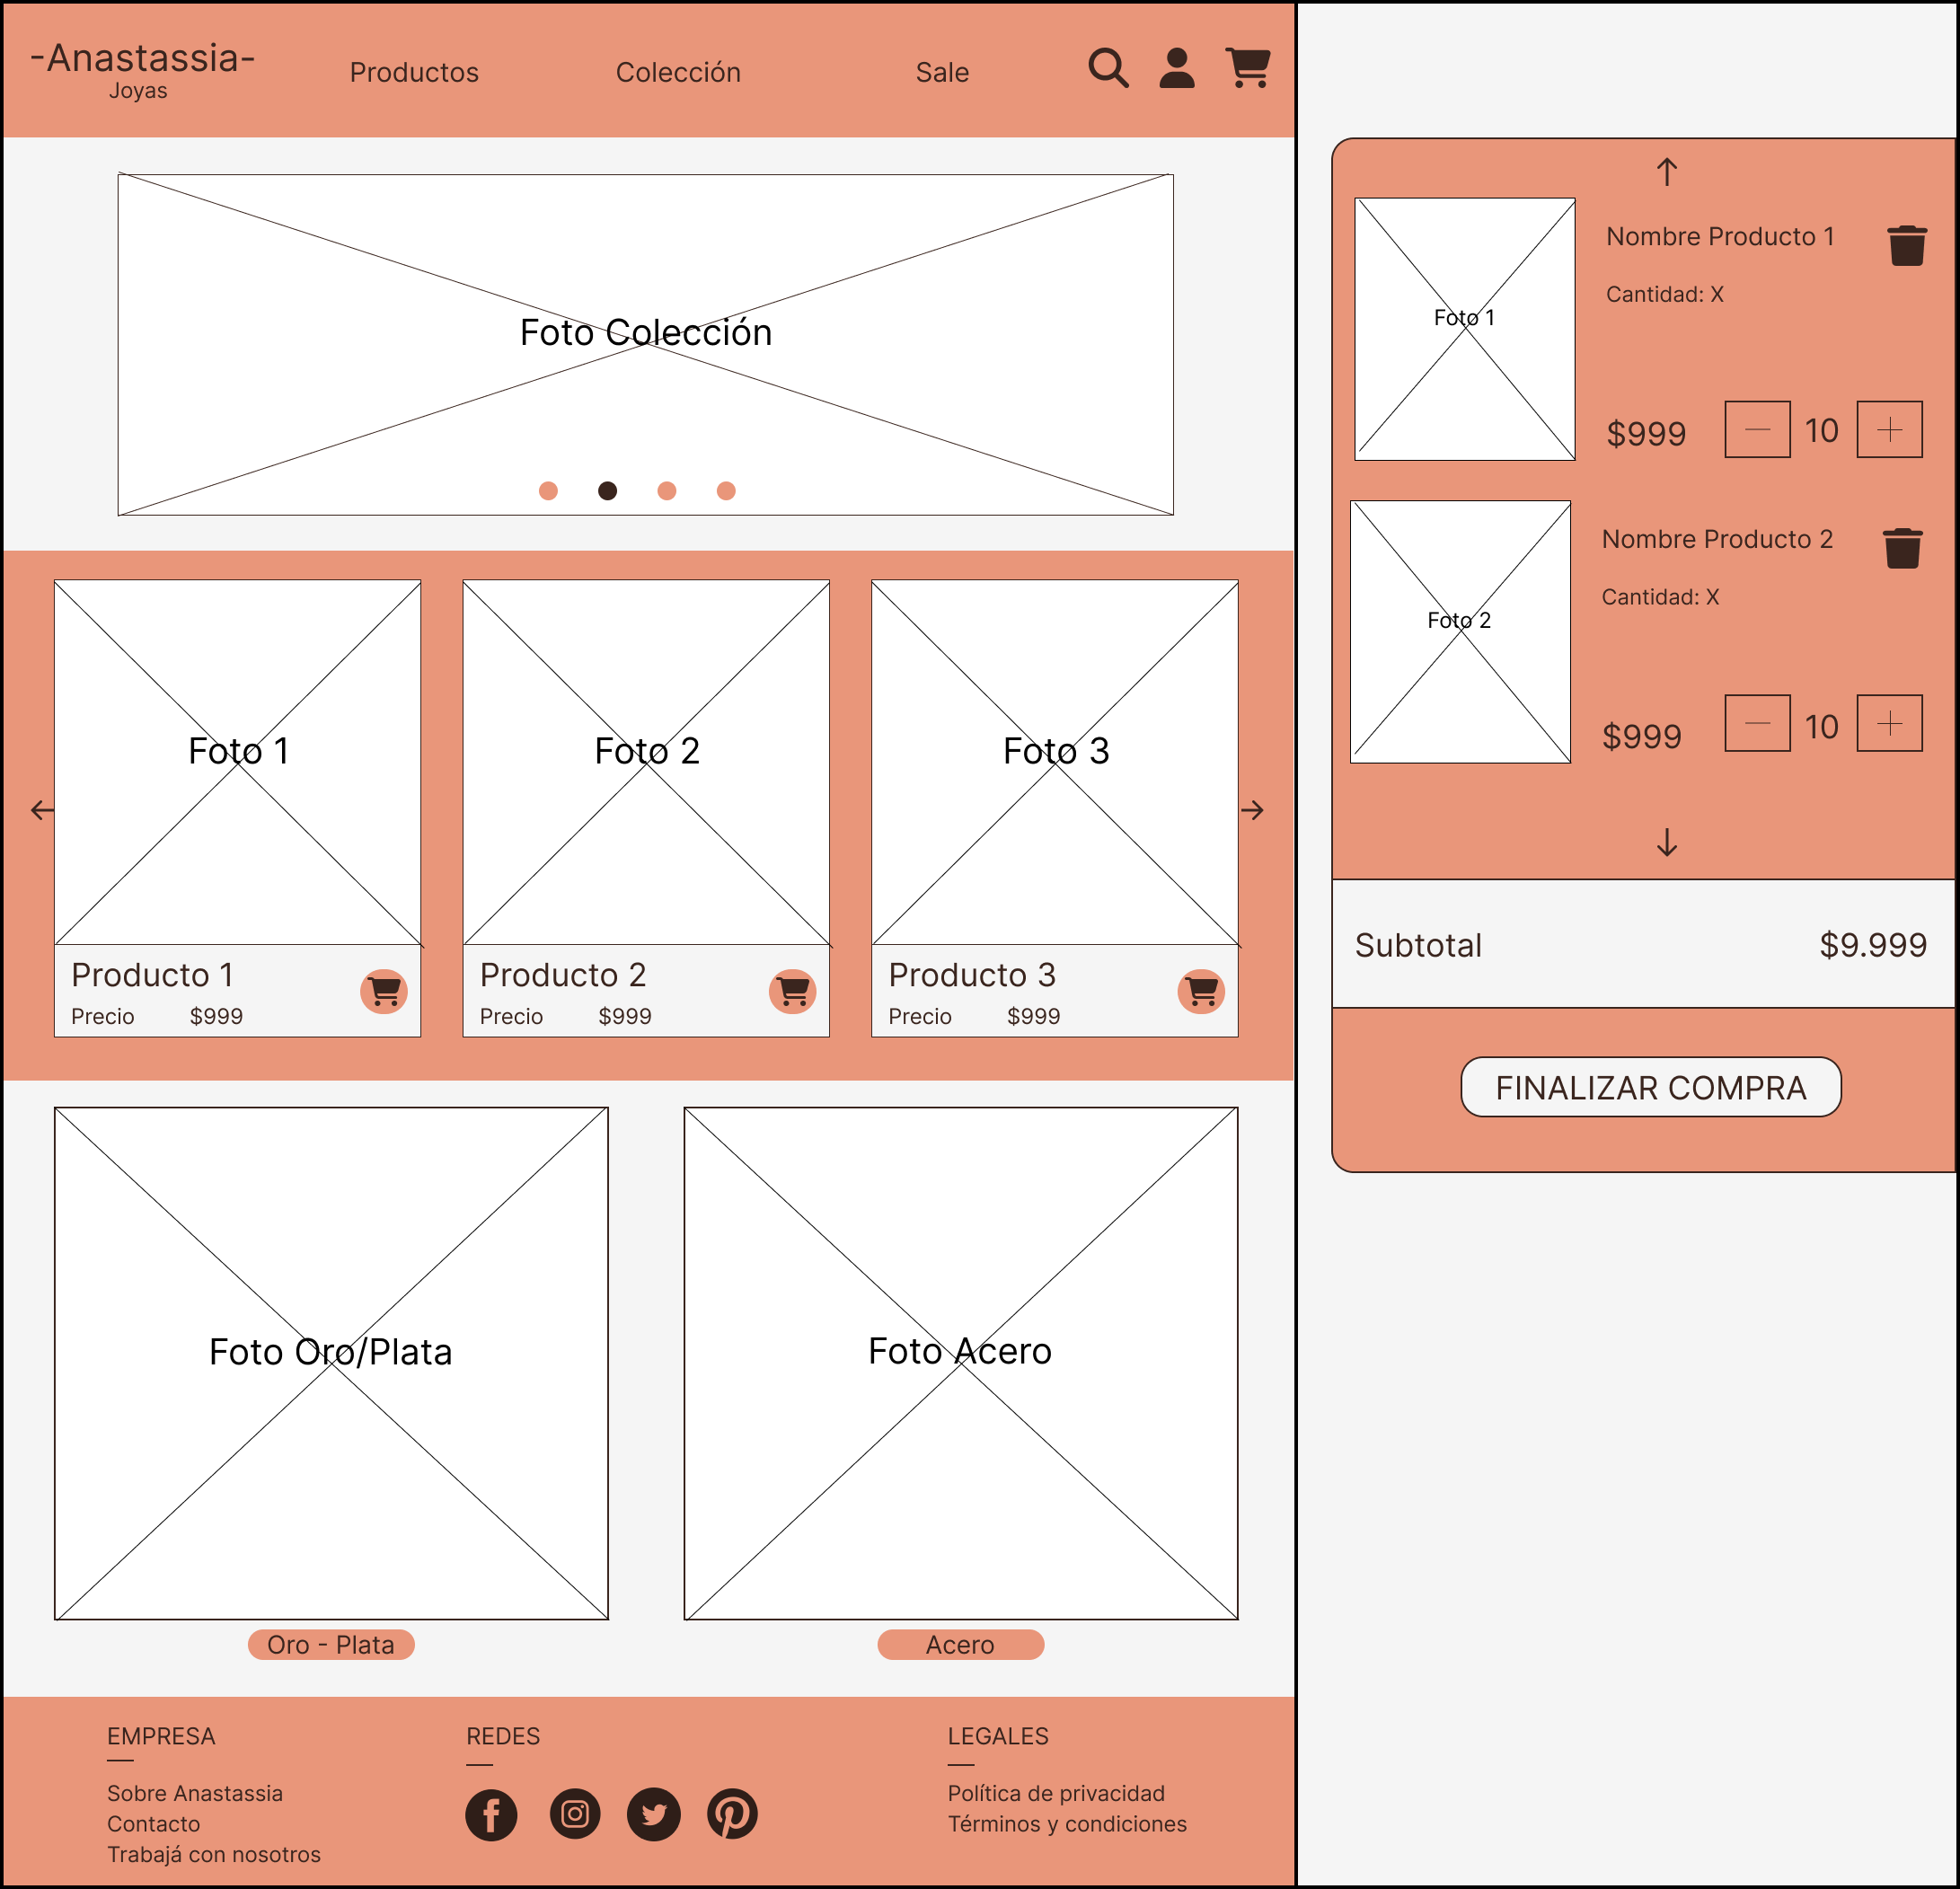 -Anastassia-
Joyas
Productos
Colección
Sale
Foto Colección
Foto 1
Foto 2
Foto 3
Producto 1
Precio $999
Producto 2
Precio $999
Producto 3
Precio $999
Foto Oro/Plata
Foto Acero
Oro - Plata
Acero
EMPRESA
Sobre Anastassia
Contacto
Trabajá con nosotros
REDES
LEGALES
Política de privacidad
Términos y condiciones
Foto 1
Nombre Producto 1
Cantidad: X
$999
10
Foto 2
Nombre Producto 2
Cantidad: X
$999
10
Subtotal $9.999
FINALIZAR COMPRA